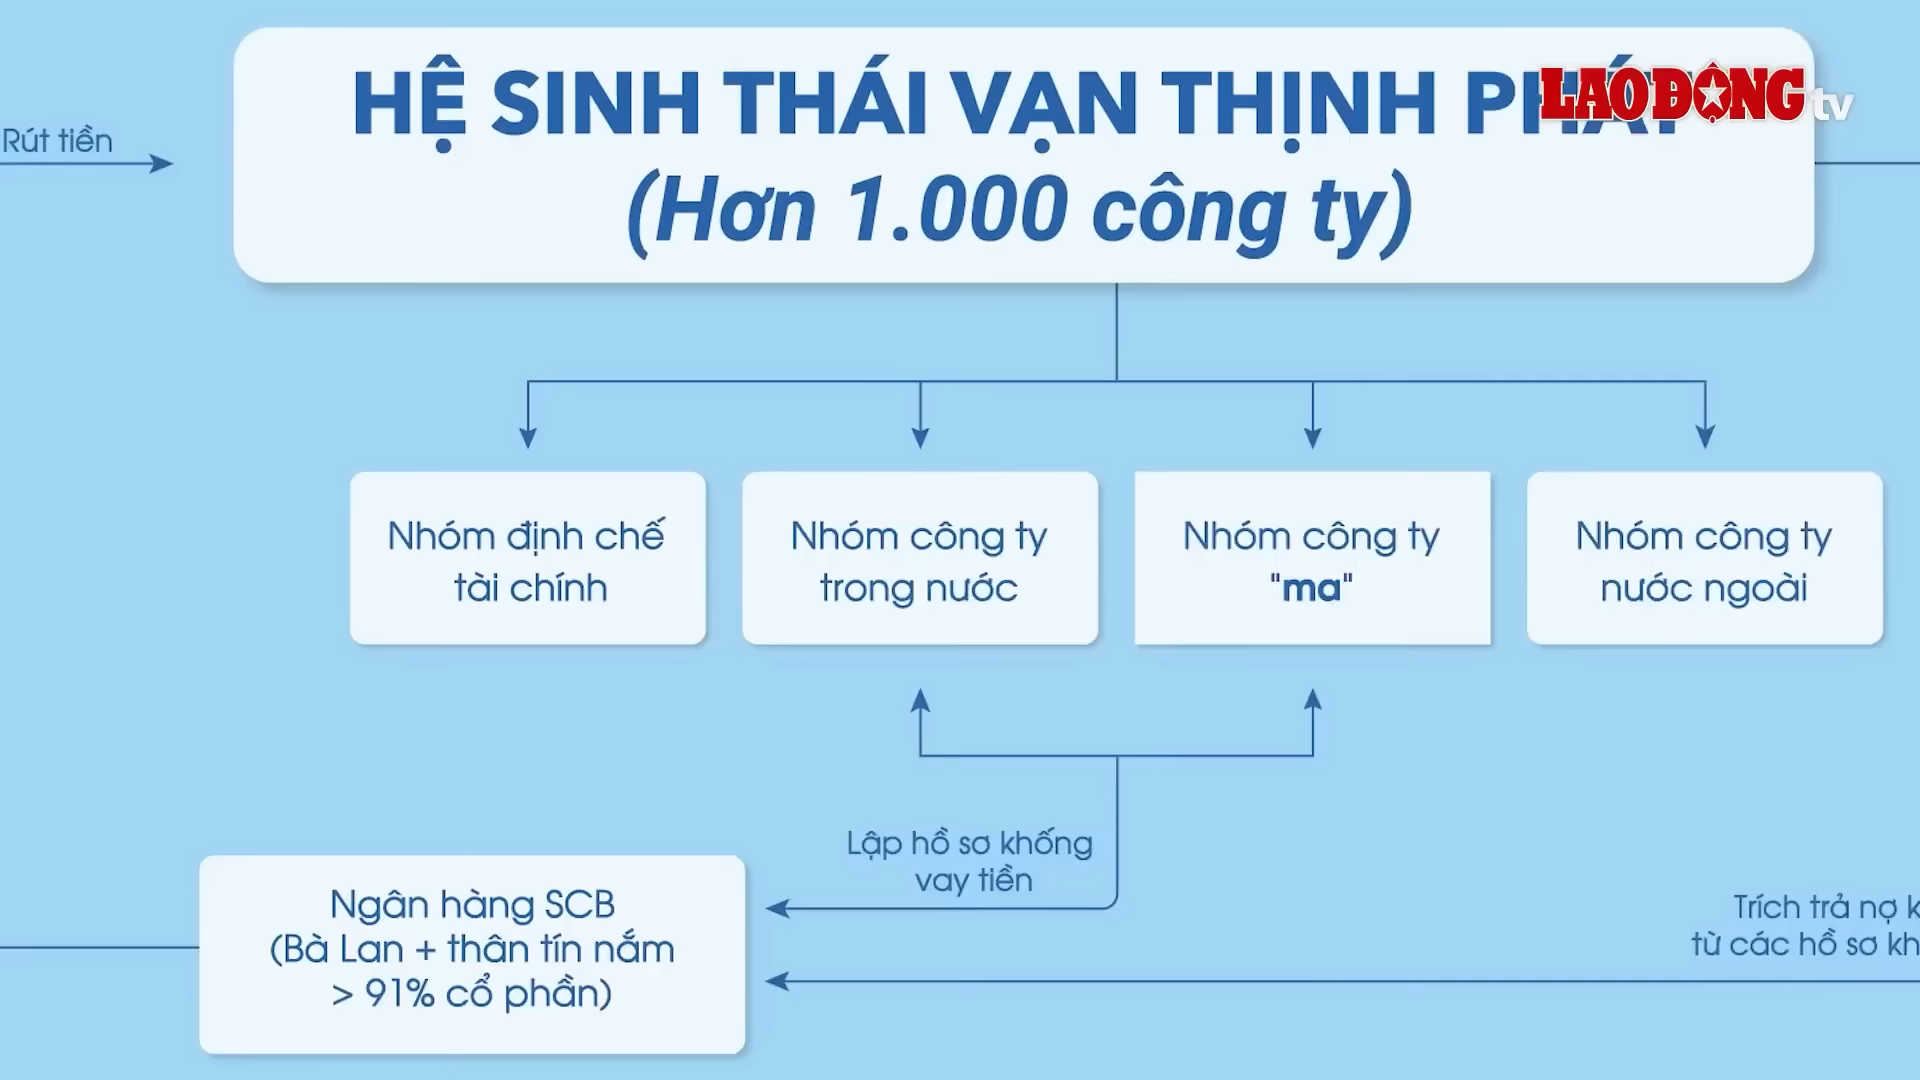 HỆ SINH THÁI VẠN THỊNH PHÁT
LAO ĐỘNG tv
(Hơn 1.000 công ty)
Rút tiền
Nhóm định chế
tài chính
Nhóm công ty
trong nước
Nhóm công ty
"ma"
Nhóm công ty
nước ngoài
Lập hồ sơ khống
vay tiền
Ngân hàng SCB
(Bà Lan + thân tín nắm
> 91% cổ phần)
Trích trả nợ
từ các hồ sơ